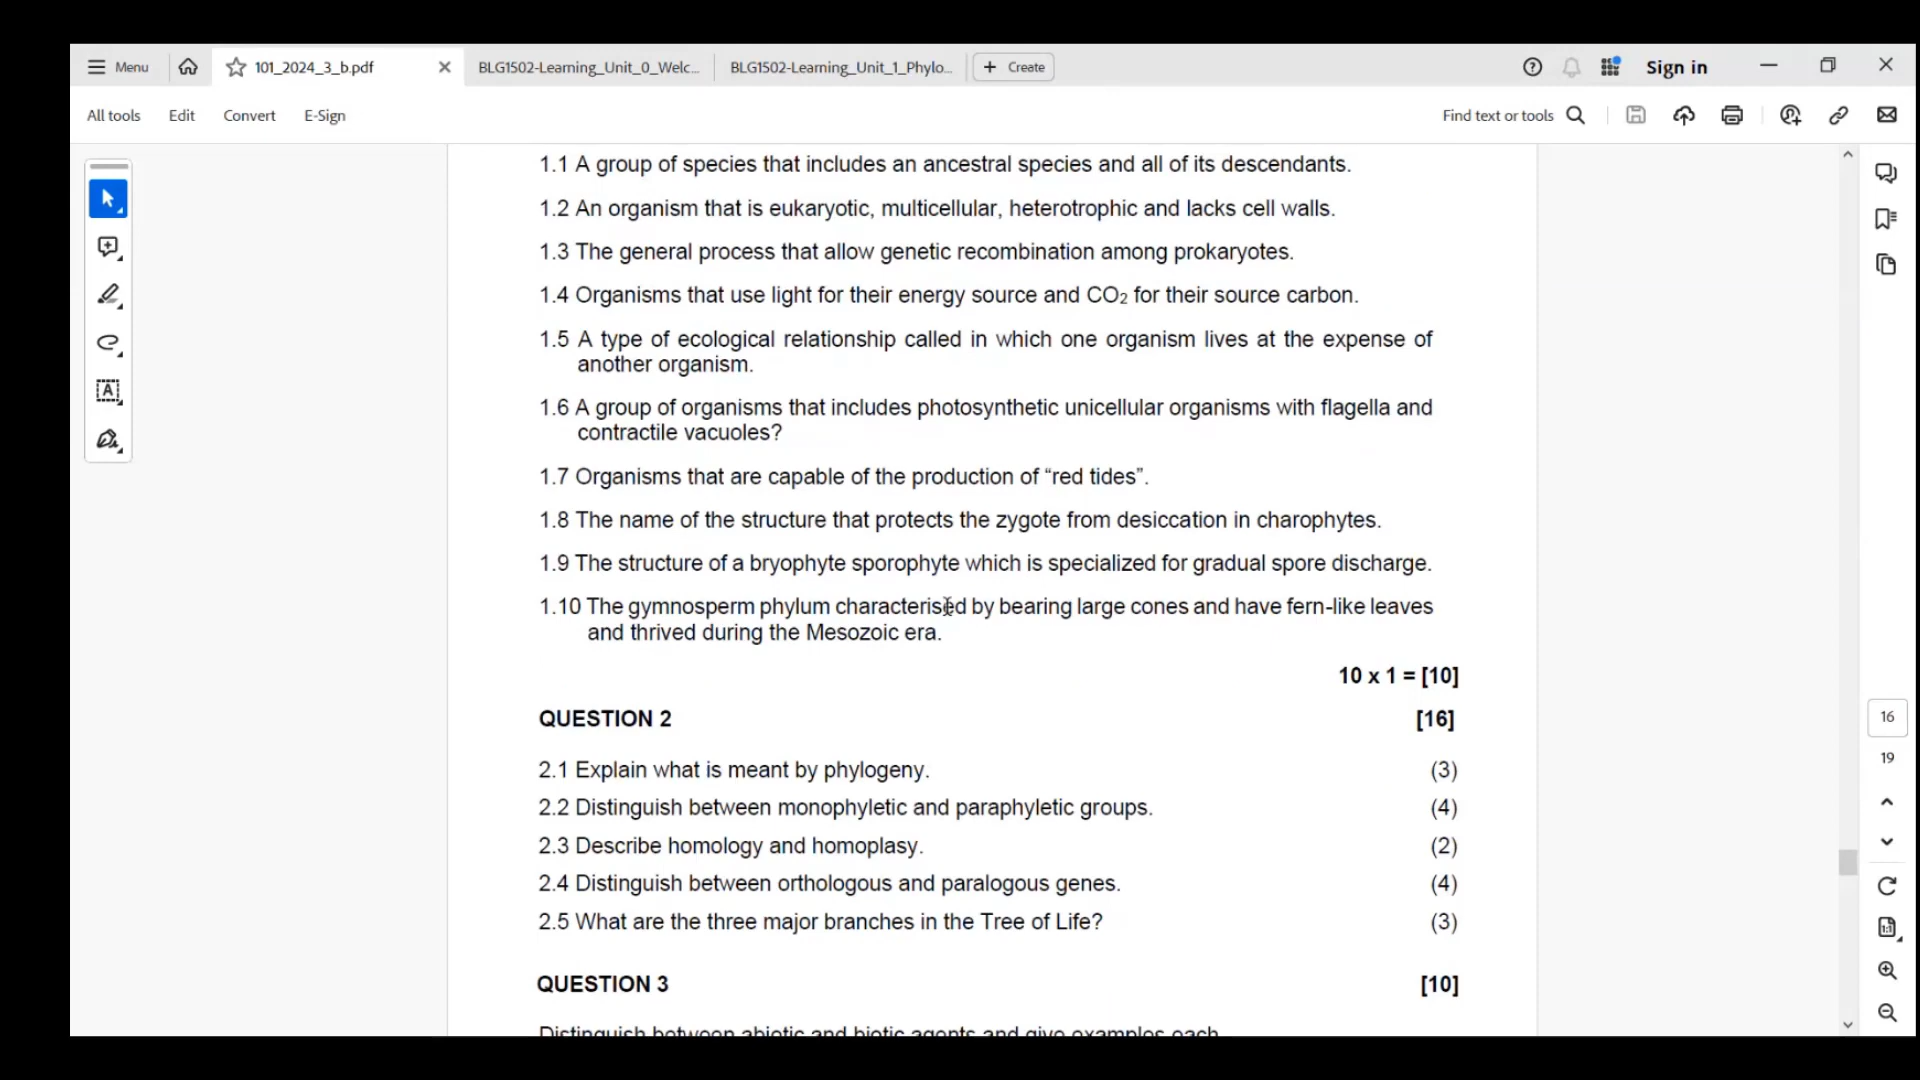 Menu
101_2024_3_b.pdf
BLG1502-Learning_Unit_0_Welc...
BLG1502-Learning_Unit_1_Phylo...
Create
Sign in
All tools
Edit
Convert
E-Sign
Find text or tools
1.1 A group of species that includes an ancestral species and all of its descendants.
1.2 An organism that is eukaryotic, multicellular, heterotrophic and lacks cell walls.
1.3 The general process that allow genetic recombination among prokaryotes.
1.4 Organisms that use light for their energy source and CO₂ for their source carbon.
1.5 A type of ecological relationship called in which one organism lives at the expense of
another organism.
1.6 A group of organisms that includes photosynthetic unicellular organisms with flagella and
contractile vacuoles?
1.7 Organisms that are capable of the production of “red tides”.
1.8 The name of the structure that protects the zygote from desiccation in charophytes.
1.9 The structure of a bryophyte sporophyte which is specialized for gradual spore discharge.
1.10 The gymnosperm phylum characterised by bearing large cones and have fern-like leaves
and thrived during the Mesozoic era.
10 x 1 = [10]
QUESTION 2 [16]
2.1 Explain what is meant by phylogeny. (3)
2.2 Distinguish between monophyletic and paraphyletic groups. (4)
2.3 Describe homology and homoplasy. (2)
2.4 Distinguish between orthologous and paralogous genes. (4)
2.5 What are the three major branches in the Tree of Life? (3)
QUESTION 3 [10]
Distinguish between abiotic and biotic agents and give examples each
16
19